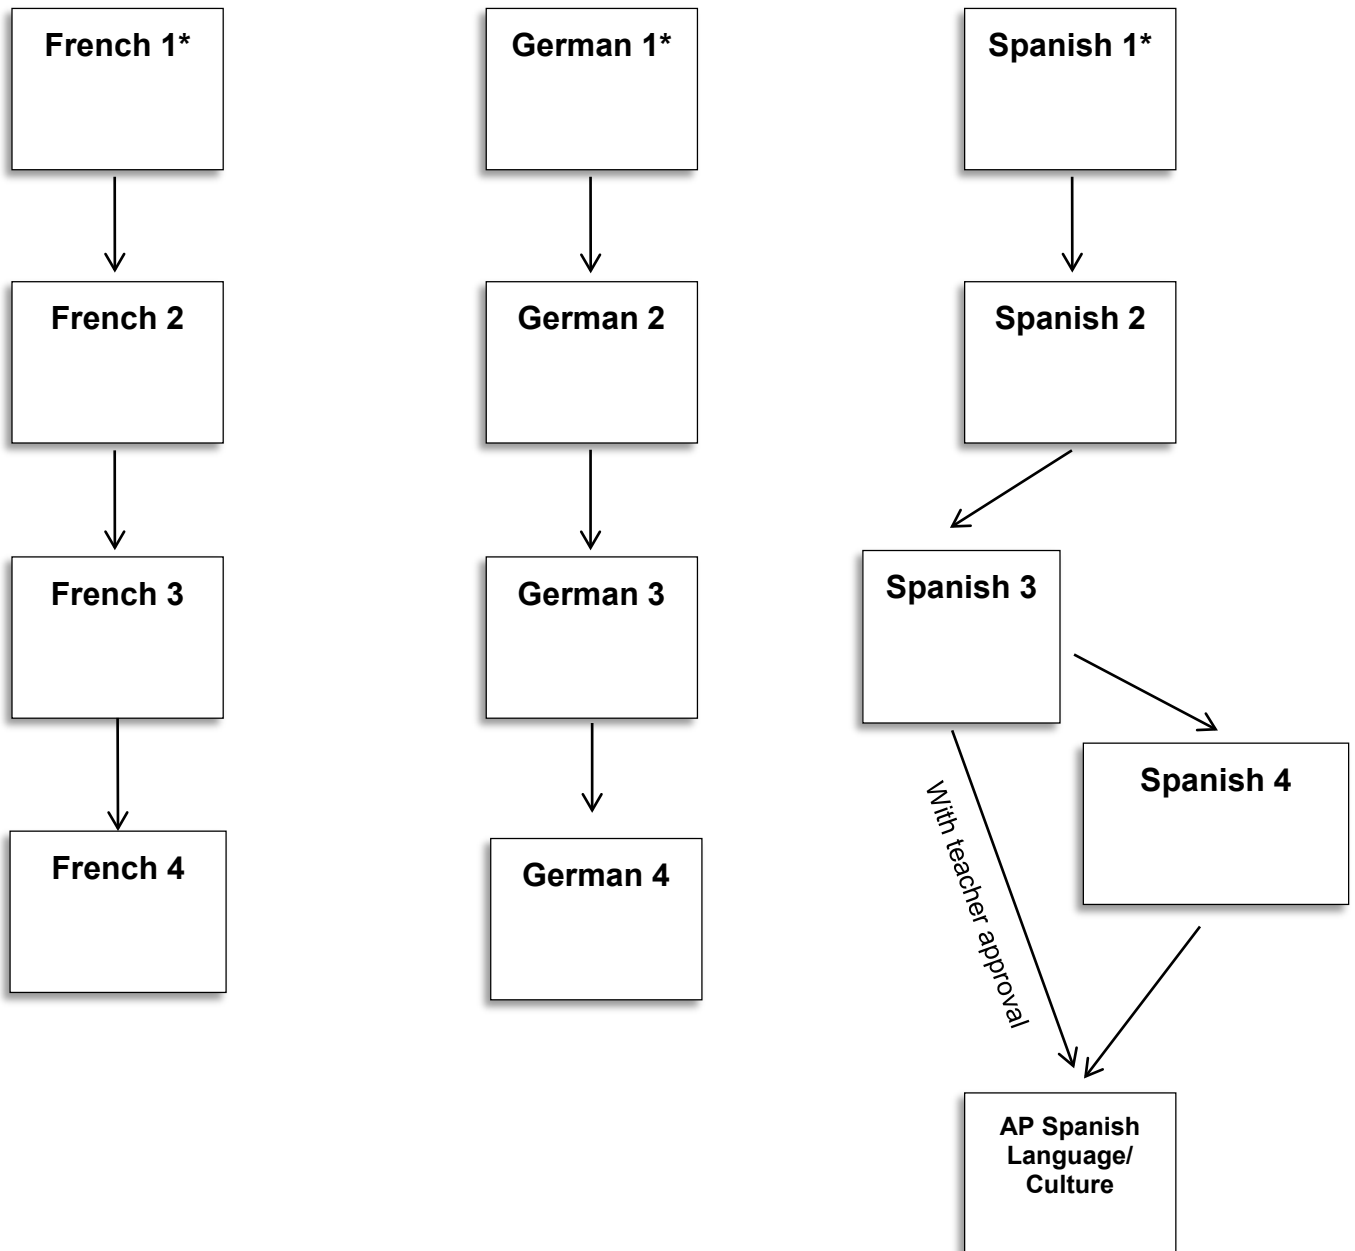 French 1*
German 1*
Spanish 1*
French 2
German 2
Spanish 2
French 3
German 3
Spanish 3
Spanish 4
With teacher approval
French 4
German 4
AP Spanish
Language/
Culture